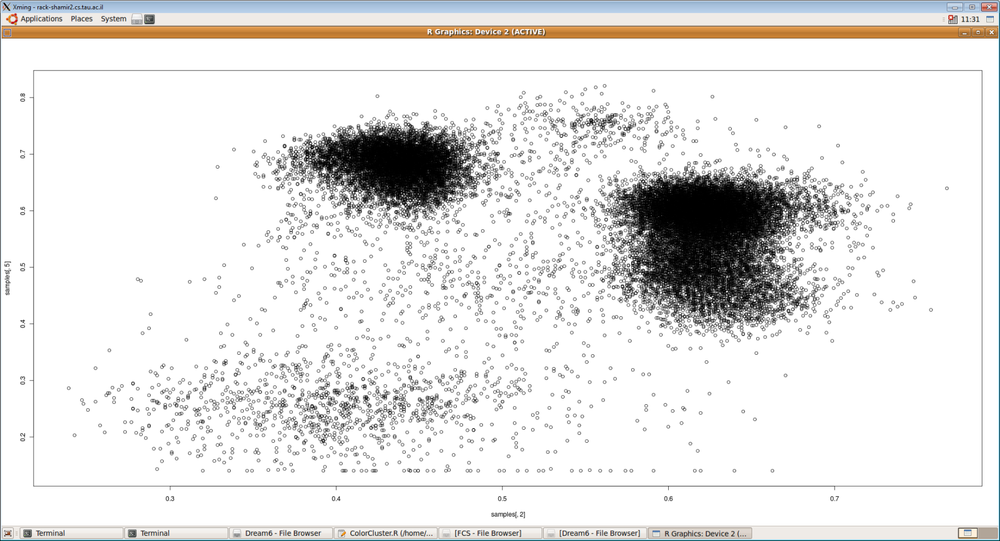 Xming - rack-shamir2.cs.tau.ac.il
Applications Places System 11:31
R Graphics: Device 2 (ACTIVE)
0.8
0.7
0.6
0.5
0.4
0.3
0.2
samples[, 5]
0.3 0.4 0.5 0.6 0.7
samples[, 2]
Terminal Terminal Dream6 - File Browser ColorCluster.R (/home/... [FCS - File Browser] [Dream6 - File Browser] R Graphics: Device 2 (...